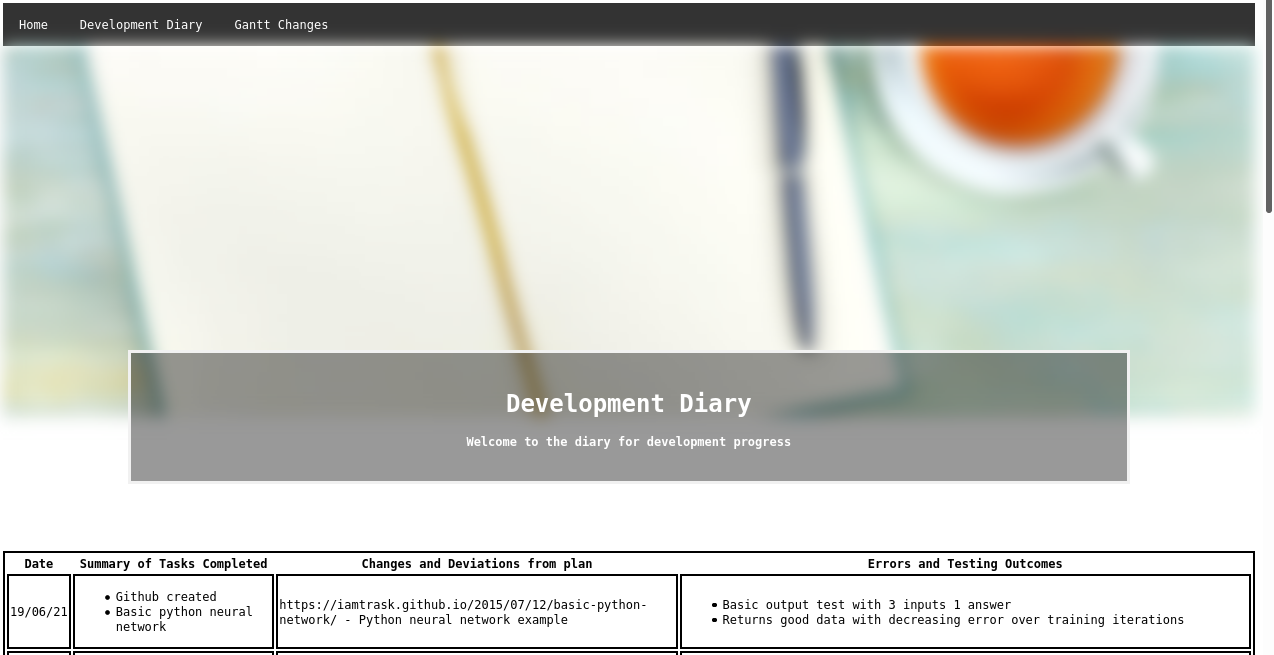 Home Development Diary Gantt Changes
Development Diary
Welcome to the diary for development progress
Date Summary of Tasks Completed Changes and Deviations from plan Errors and Testing Outcomes
19/06/21
Github created
Basic python neural
network
https://iamtrask.github.io/2015/07/12/basic-python-
network/ - Python neural network example
Basic output test with 3 inputs 1 answer
Returns good data with decreasing error over training iterations